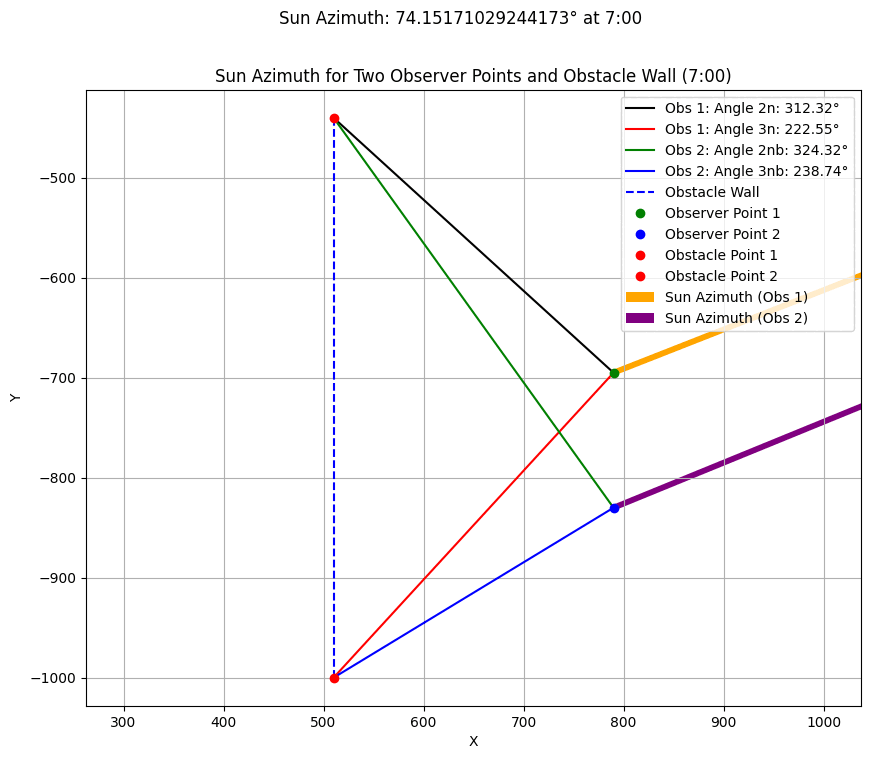 Sun Azimuth: 74.15171029244173° at 7:00
Sun Azimuth for Two Observer Points and Obstacle Wall (7:00)
Obs 1: Angle 2n: 312.32°
Obs 1: Angle 3n: 222.55°
Obs 2: Angle 2nb: 324.32°
Obs 2: Angle 3nb: 238.74°
Obstacle Wall
Observer Point 1
Observer Point 2
Obstacle Point 1
Obstacle Point 2
Sun Azimuth (Obs 1)
Sun Azimuth (Obs 2)
−500
−600
−700
−800
−900
−1000
Y
300 400 500 600 700 800 900 1000
X